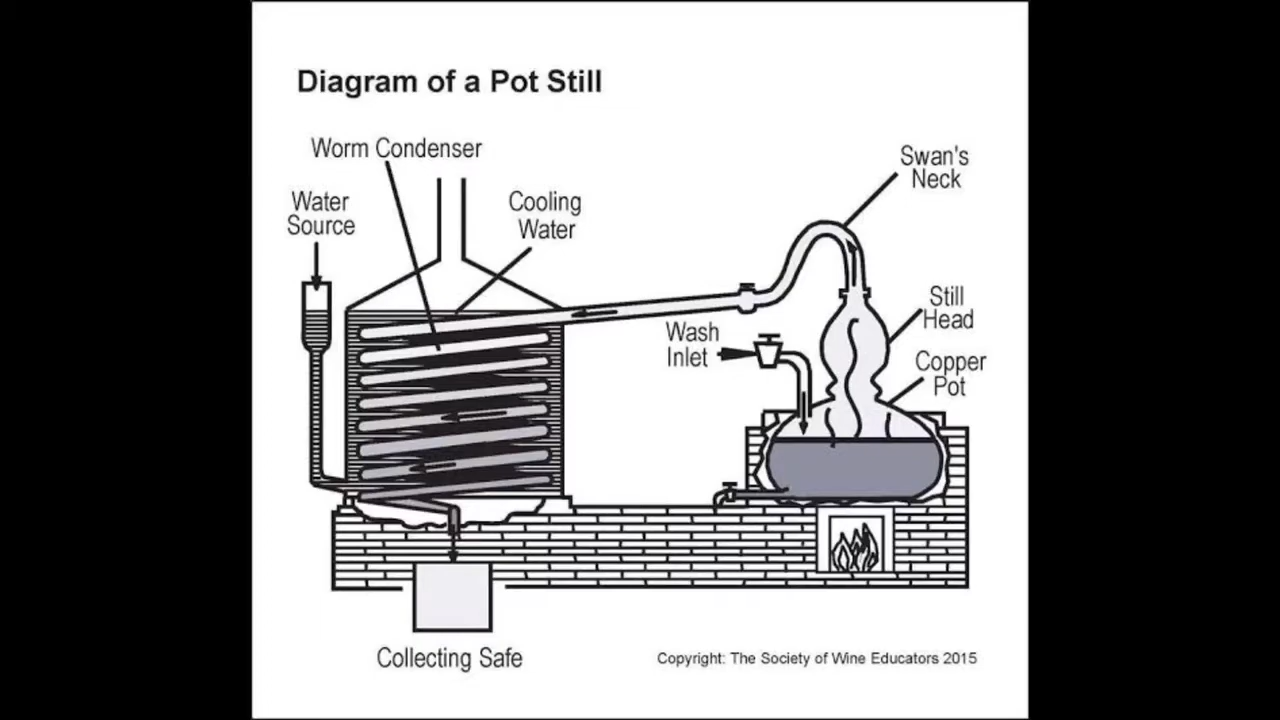 Diagram of a Pot Still
Worm Condenser
Swan's
Neck
Water
Source
Cooling
Water
Still
Head
Wash
Inlet
Copper
Pot
Collecting Safe
Copyright: The Society of Wine Educators 2015